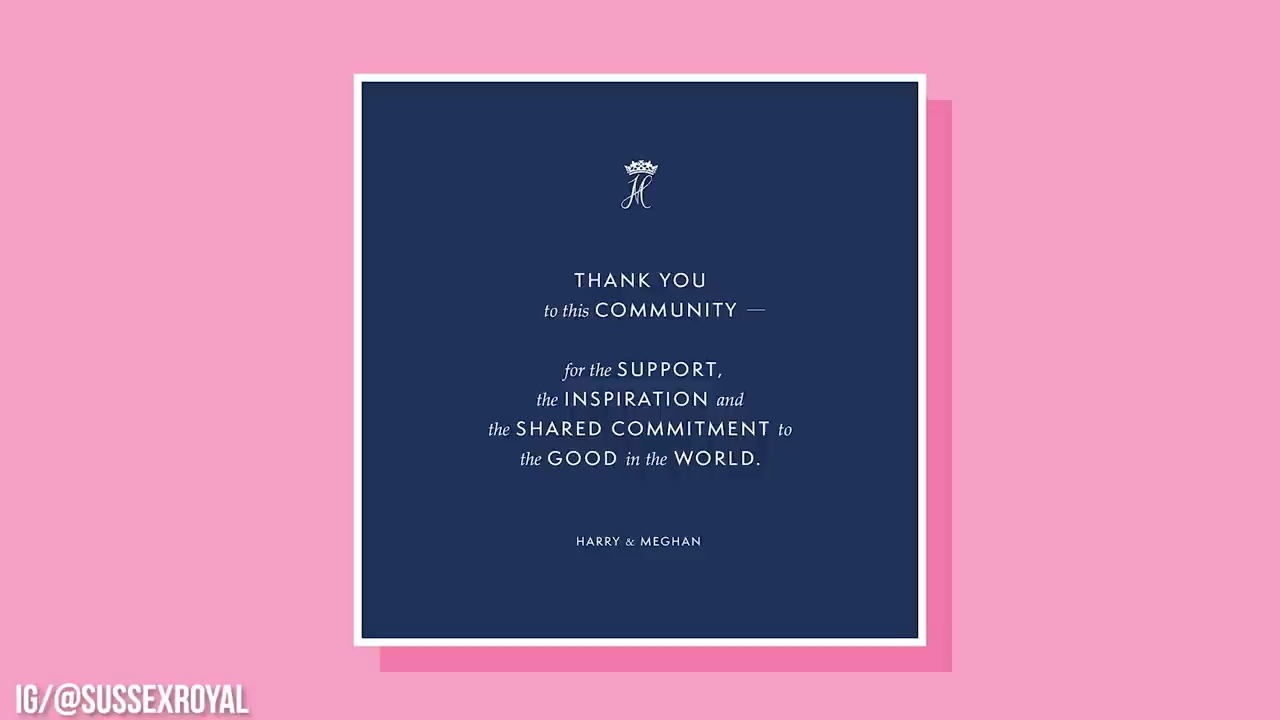 THANK YOU
to this COMMUNITY —
for the SUPPORT,
the INSPIRATION and
the SHARED COMMITMENT to
the GOOD in the WORLD.
HARRY & MEGHAN
IG/@SUSSEXROYAL